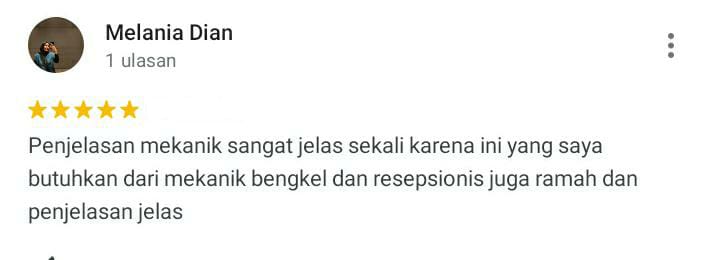 Melania Dian
1 ulasan
Penjelasan mekanik sangat jelas sekali karena ini yang saya
butuhkan dari mekanik bengkel dan resepsionis juga ramah dan
penjelasan jelas